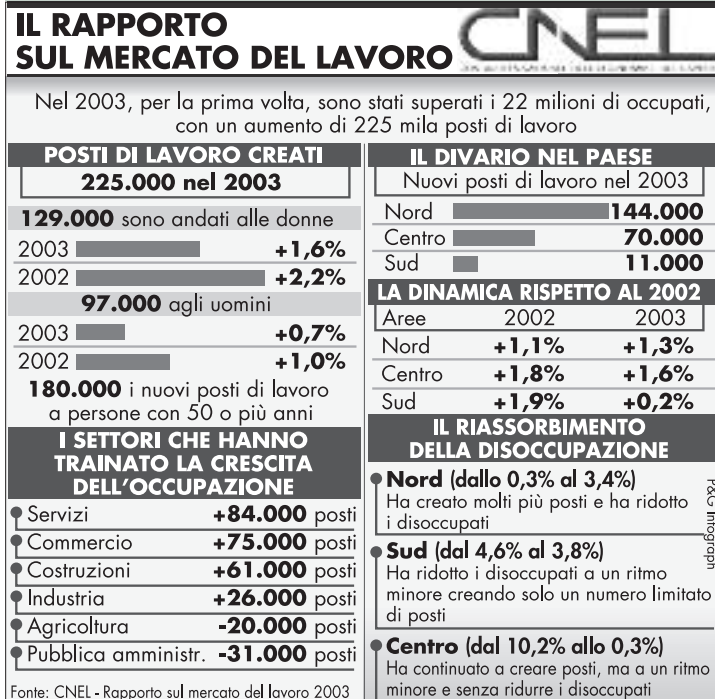 IL RAPPORTO
SUL MERCATO DEL LAVORO
CNEL
Nel 2003, per la prima volta, sono stati superati i 22 milioni di occupati,
con un aumento di 225 mila posti di lavoro
POSTI DI LAVORO CREATI
225.000 nel 2003
129.000 sono andati alle donne
2003 +1,6%
2002 +2,2%
97.000 agli uomini
2003 +0,7%
2002 +1,0%
180.000 i nuovi posti di lavoro
a persone con 50 o più anni
I SETTORI CHE HANNO
TRAINATO LA CRESCITA
DELL'OCCUPAZIONE
Servizi +84.000 posti
Commercio +75.000 posti
Costruzioni +61.000 posti
Industria +26.000 posti
Agricoltura -20.000 posti
Pubblica amministr. -31.000 posti
Fonte: CNEL - Rapporto sul mercato del lavoro 2003
IL DIVARIO NEL PAESE
Nuovi posti di lavoro nel 2003
Nord 144.000
Centro 70.000
Sud 11.000
LA DINAMICA RISPETTO AL 2002
Aree 2002 2003
Nord +1,1% +1,3%
Centro +1,8% +1,6%
Sud +1,9% +0,2%
IL RIASSORBIMENTO
DELLA DISOCCUPAZIONE
Nord (dallo 0,3% al 3,4%)
Ha creato molti più posti e ha ridotto
i disoccupati
Sud (dal 4,6% al 3,8%)
Ha ridotto i disoccupati a un ritmo
minore creando solo un numero limitato
di posti
Centro (dal 10,2% allo 0,3%)
Ha continuato a creare posti, ma a un ritmo
minore e senza ridurre i disoccupati
P&G Infograph